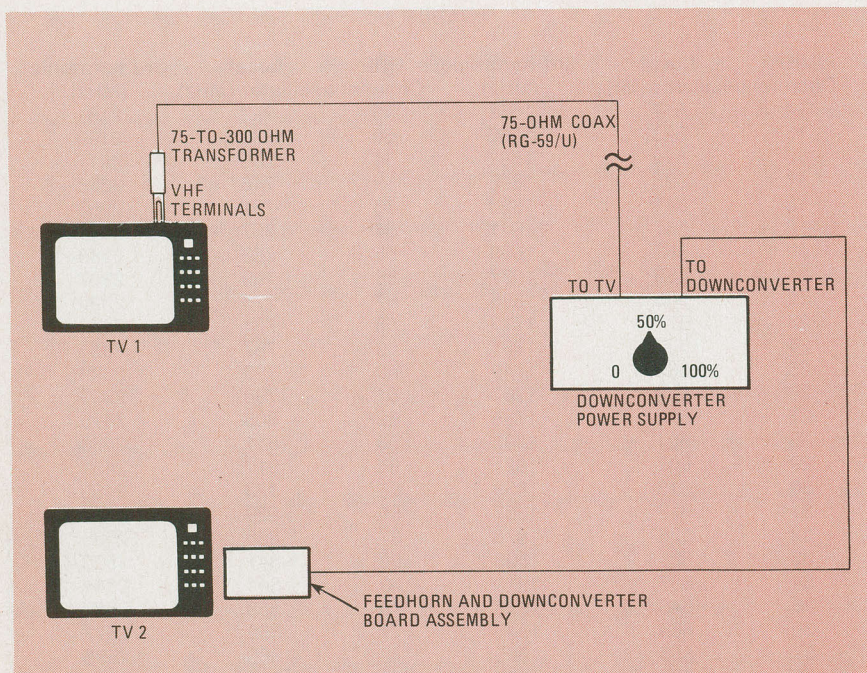 75-TO-300 OHM
TRANSFORMER
VHF
TERMINALS
TV 1
75-OHM COAX
(RG-59/U)
TO TV
TO
DOWNCONVERTER
50%
0
100%
DOWNCONVERTER
POWER SUPPLY
TV 2
FEEDHORN AND DOWNCONVERTER
BOARD ASSEMBLY